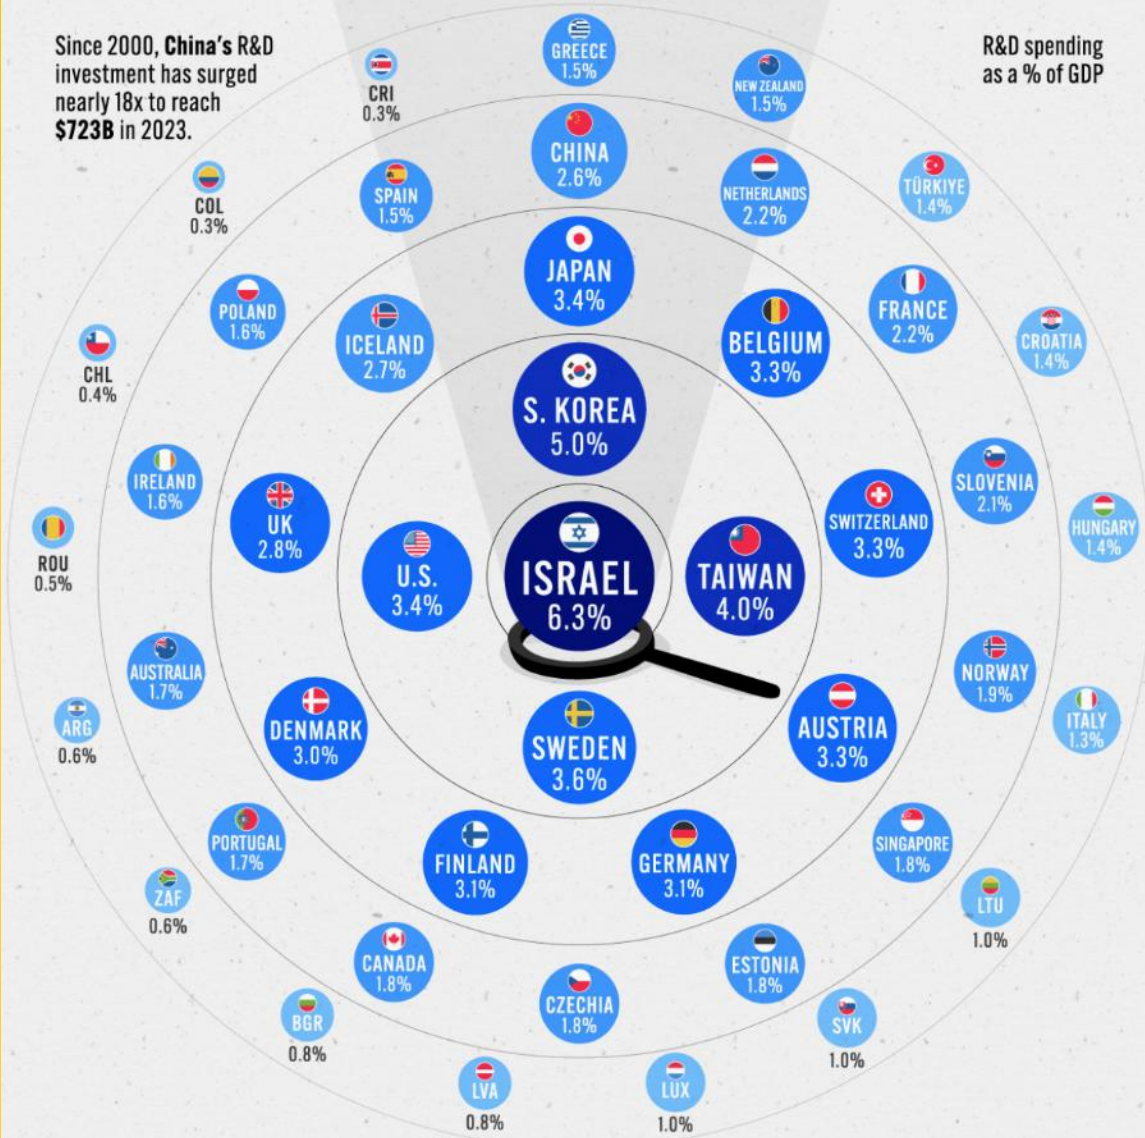 Since 2000, China's R&D
investment has surged
nearly 18x to reach
$723B in 2023.
R&D spending
as a % of GDP
ISRAEL
6.3%
S. KOREA
5.0%
TAIWAN
4.0%
SWEDEN
3.6%
U.S.
3.4%
JAPAN
3.4%
BELGIUM
3.3%
SWITZERLAND
3.3%
AUSTRIA
3.3%
GERMANY
3.1%
FINLAND
3.1%
DENMARK
3.0%
UK
2.8%
ICELAND
2.7%
CHINA
2.6%
NETHERLANDS
2.2%
FRANCE
2.2%
SLOVENIA
2.1%
NORWAY
1.9%
SINGAPORE
1.8%
ESTONIA
1.8%
CZECHIA
1.8%
CANADA
1.8%
PORTUGAL
1.7%
AUSTRALIA
1.7%
IRELAND
1.6%
POLAND
1.6%
SPAIN
1.5%
GREECE
1.5%
NEW ZEALAND
1.5%
TÜRKIYE
1.4%
CROATIA
1.4%
HUNGARY
1.4%
ITALY
1.3%
LTU
1.0%
SVK
1.0%
LUX
1.0%
LVA
0.8%
BGR
0.8%
ZAF
0.6%
ARG
0.6%
ROU
0.5%
CHL
0.4%
COL
0.3%
CRI
0.3%